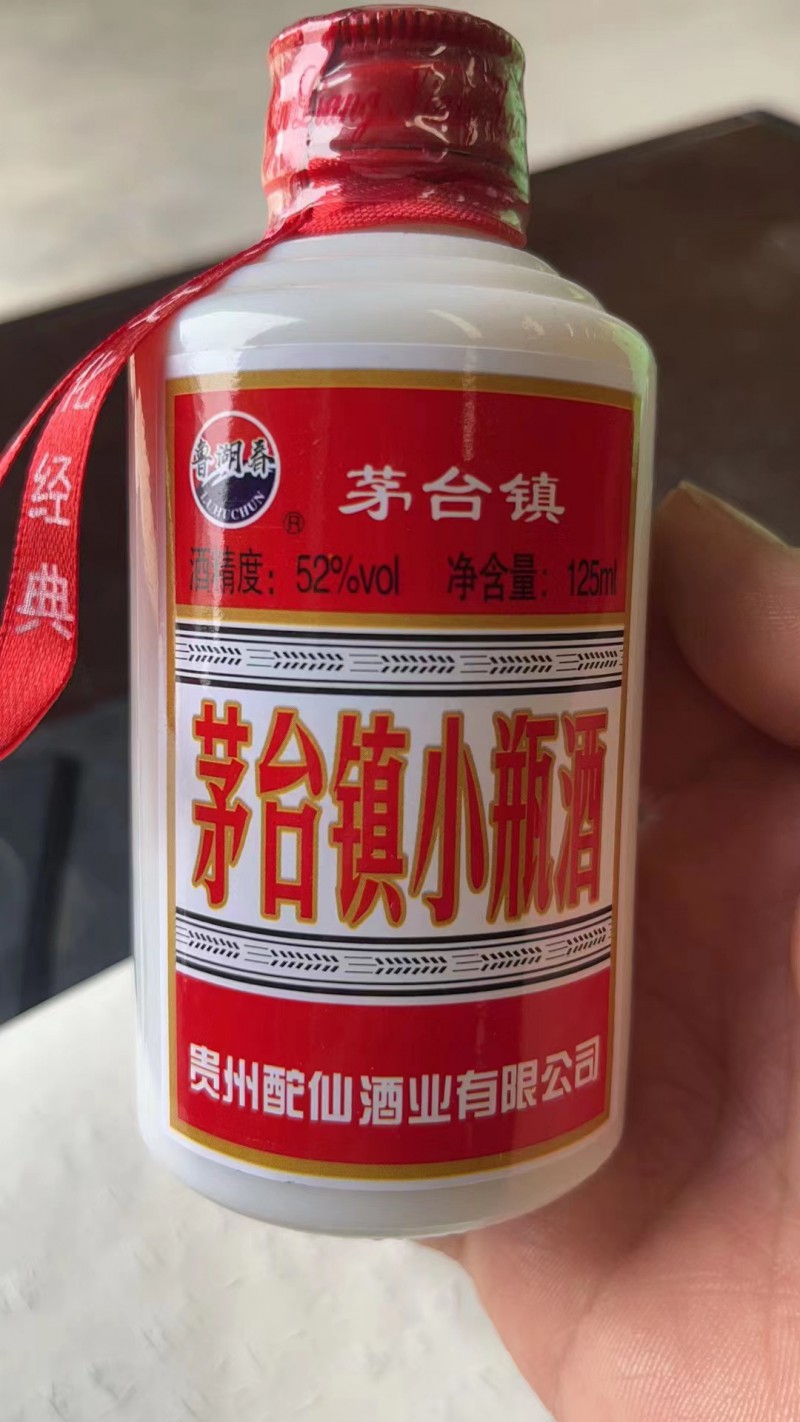 鲁湖春
LUHUCHUN
®
茅台镇
酒精度：52%vol 净含量：125ml
茅台镇小瓶酒
贵州酡仙酒业有限公司
化
经
典